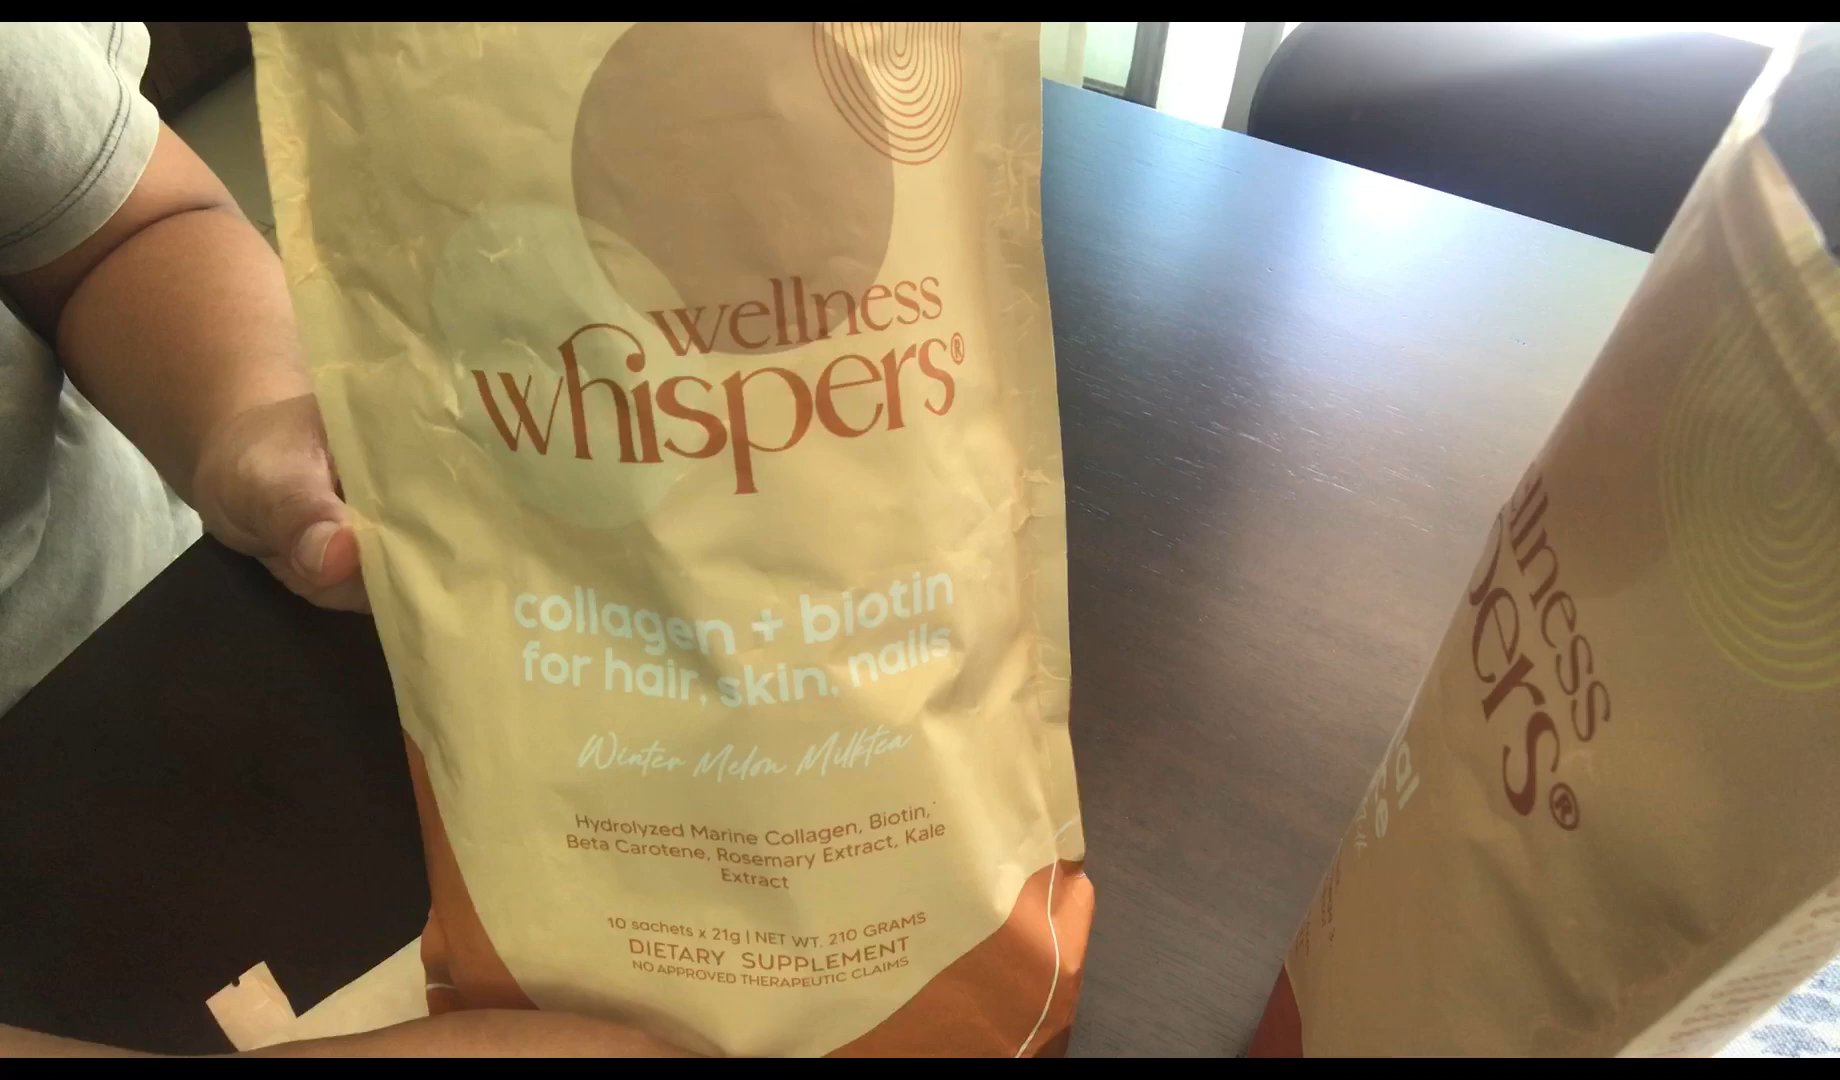 wellness
whispers®
collagen + biotin
for hair, skin, nails
Winter Melon Milktea
Hydrolyzed Marine Collagen, Biotin,
Beta Carotene, Rosemary Extract, Kale
Extract
10 sachets x 21g | NET WT. 210 GRAMS
DIETARY SUPPLEMENT
NO APPROVED THERAPEUTIC CLAIMS
llness
pers®